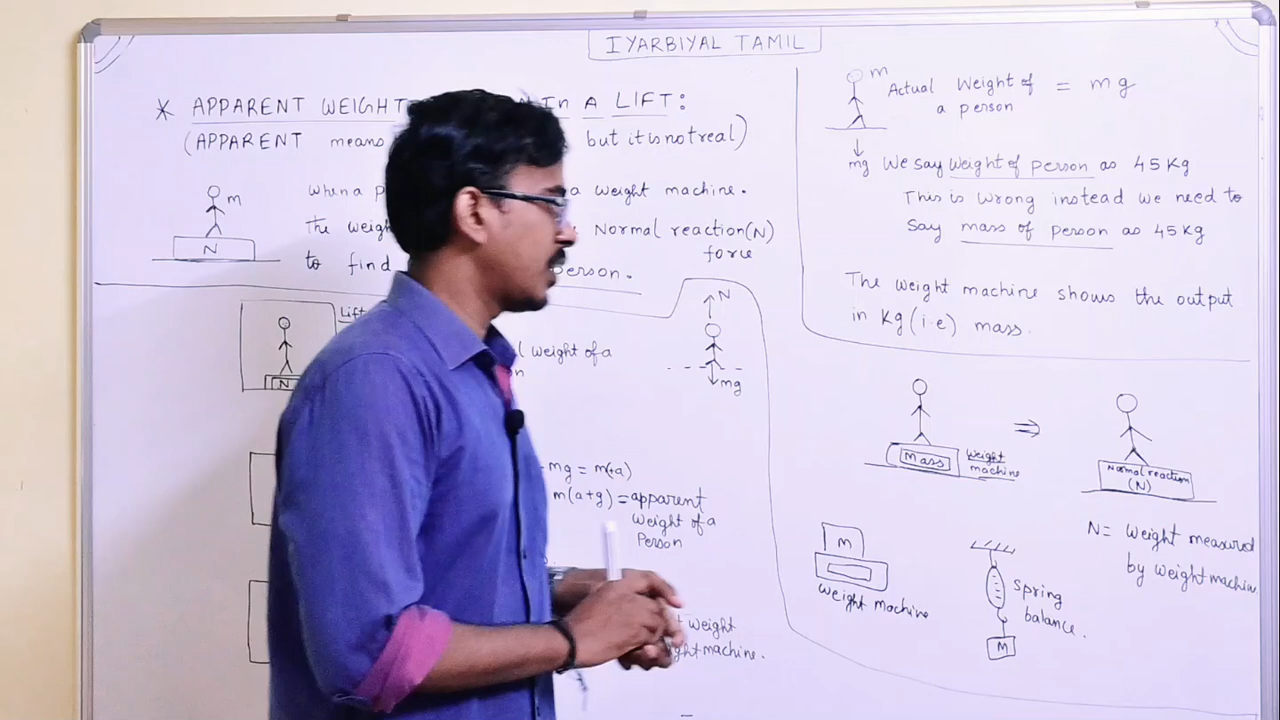 IYARBIYAL TAMIL
* APPARENT WEIGHT IN A LIFT:
(APPARENT means but it is not real)
m
N
when a a weight machine.
The Normal reaction(N)
force
to find Person.
Lift
N
weight of a
N
mg
mg = m(+a)
m(a+g) = apparent
weight of a
Person
weight
machine.
m
mg
Actual Weight of a person = mg
We say weight of person as 45 Kg
This is wrong instead we need to
Say mass of person as 45 kg
The weight machine shows the output
in Kg (i.e) mass.
Mass
Weight
machine
⇒
Normal reaction
(N)
N = Weight measured
by weight machine
M
Weight machine
Spring
balance.
M